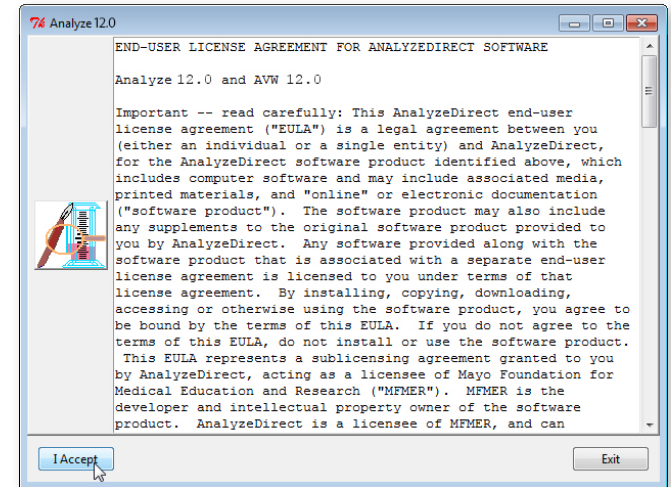 Analyze 12.0
END-USER LICENSE AGREEMENT FOR ANALYZEDIRECT SOFTWARE
Analyze 12.0 and AVW 12.0
Important -- read carefully: This AnalyzeDirect end-user
license agreement ("EULA") is a legal agreement between you
(either an individual or a single entity) and AnalyzeDirect,
for the AnalyzeDirect software product identified above, which
includes computer software and may include associated media,
printed materials, and "online" or electronic documentation
("software product").  The software product may also include
any supplements to the original software product provided to
you by AnalyzeDirect.  Any software provided along with the
software product that is associated with a separate end-user
license agreement is licensed to you under terms of that
license agreement.  By installing, copying, downloading,
accessing or otherwise using the software product, you agree to
be bound by the terms of this EULA.  If you do not agree to the
terms of this EULA, do not install or use the software product.
This EULA represents a sublicensing agreement granted to you
by AnalyzeDirect, acting as a licensee of Mayo Foundation for
Medical Education and Research ("MFMER").  MFMER is the
developer and intellectual property owner of the software
product.  AnalyzeDirect is a licensee of MFMER, and can
I Accept
Exit